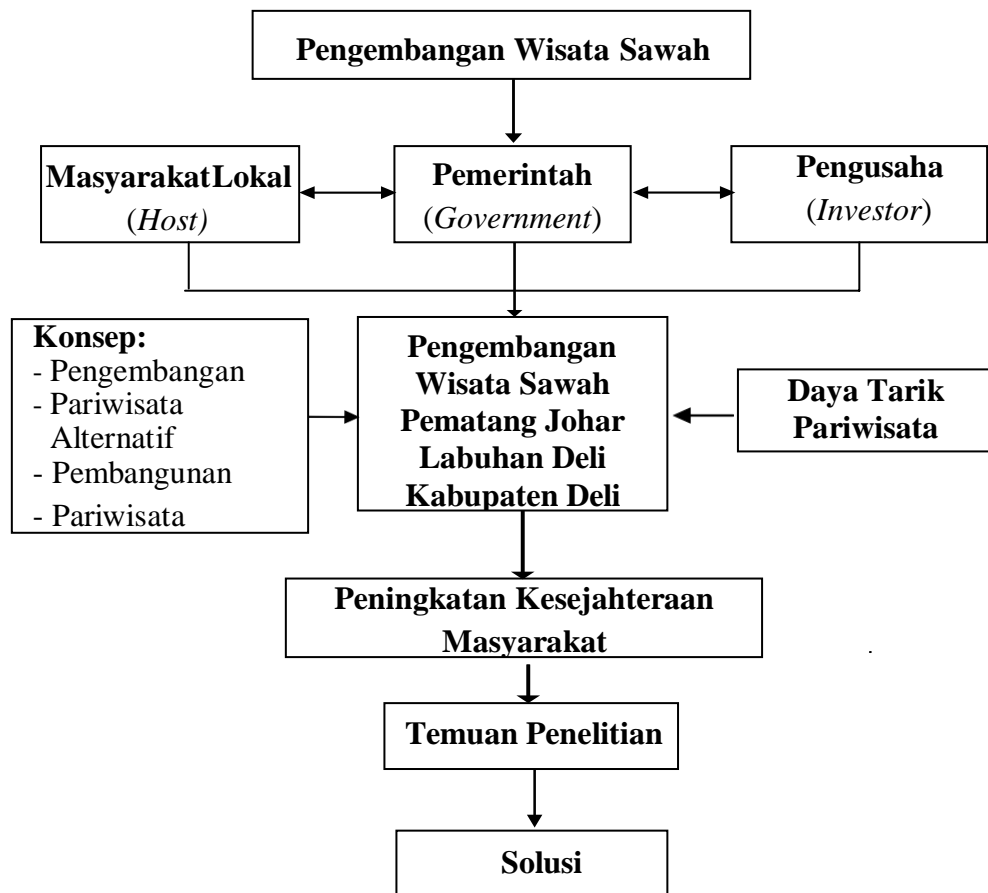 Pengembangan Wisata Sawah
MasyarakatLokal
(Host)
Pemerintah
(Government)
Pengusaha
(Investor)
Konsep:
- Pengembangan
- Pariwisata
Alternatif
- Pembangunan
- Pariwisata
Pengembangan
Wisata Sawah
Pematang Johar
Labuhan Deli
Kabupaten Deli
Daya Tarik
Pariwisata
Peningkatan Kesejahteraan
Masyarakat
Temuan Penelitian
Solusi